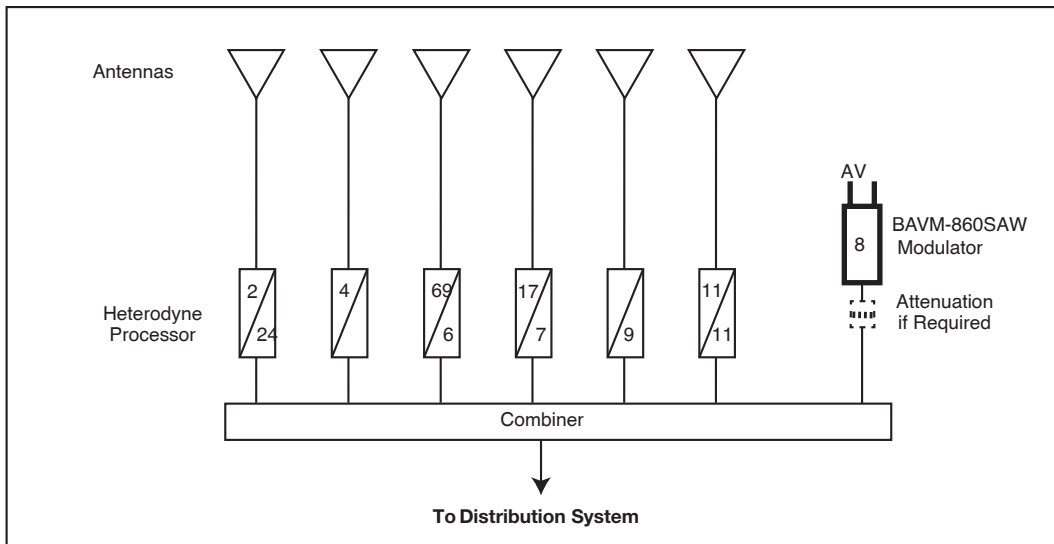 Antennas
AV
BAVM-860SAW
Modulator
8
2
4
69
17
11
Attenuation
if Required
Heterodyne
Processor
24
6
7
9
11
Combiner
To Distribution System